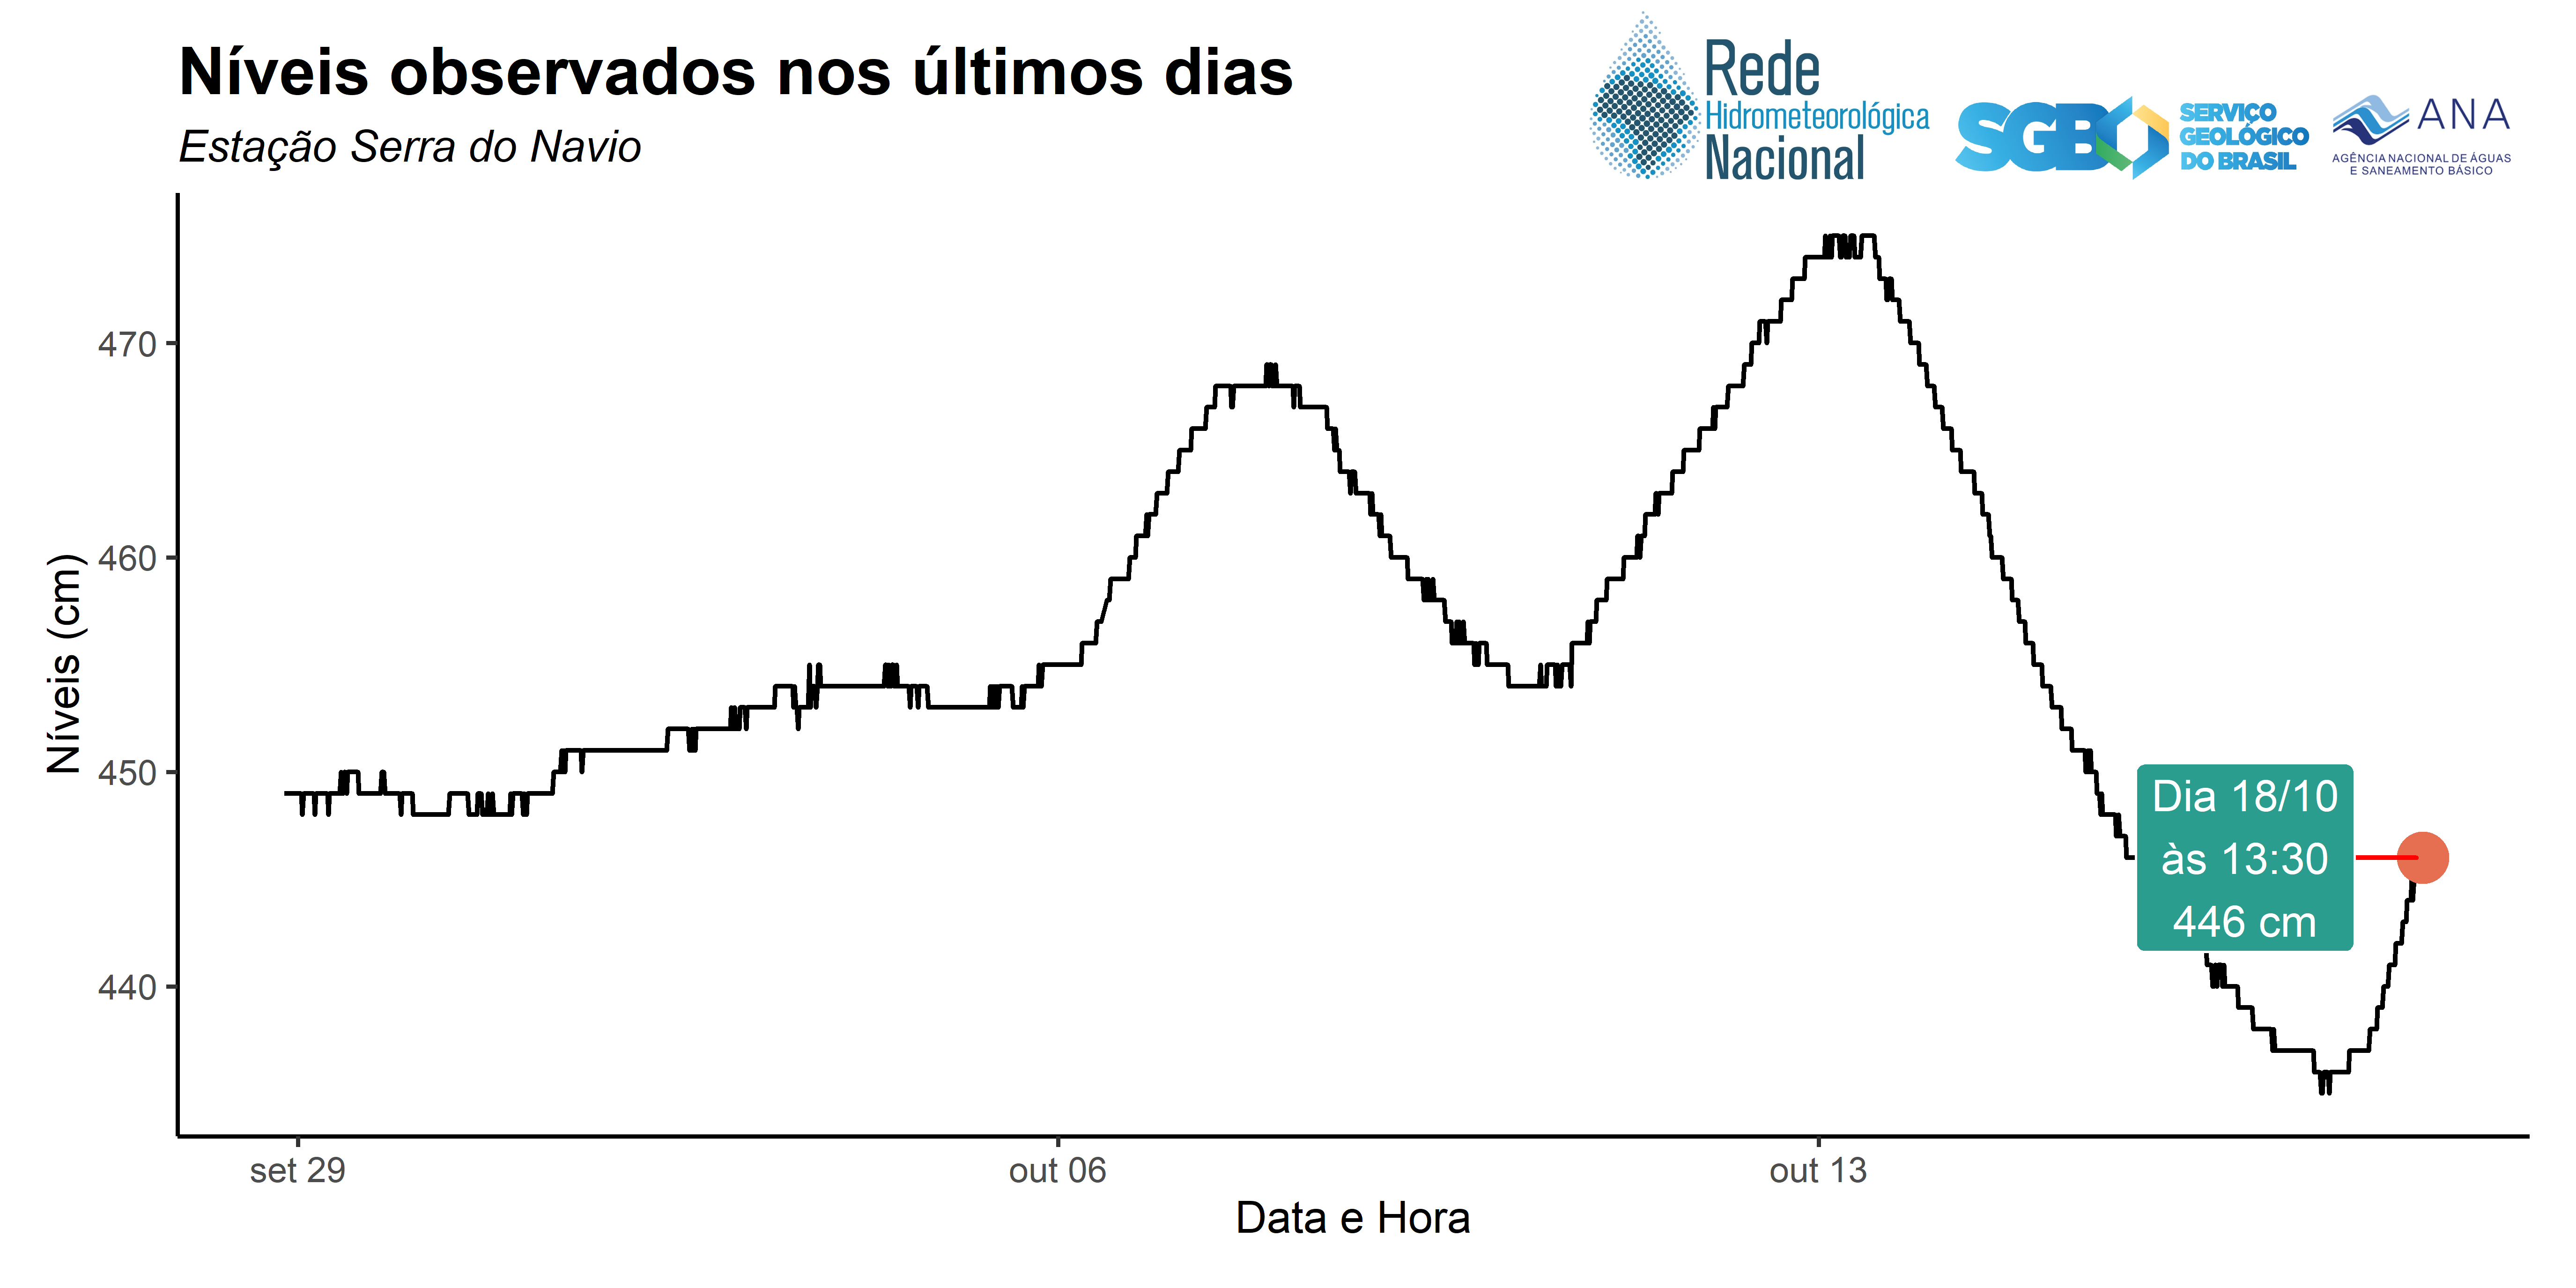 Níveis observados nos últimos dias
Estação Serra do Navio
Rede
Hidrometeorológica
Nacional
SGB
SERVIÇO
GEOLÓGICO
DO BRASIL
ANA
AGÊNCIA NACIONAL DE ÁGUAS
E SANEAMENTO BÁSICO
Níveis (cm)
470
460
450
440
Dia 18/10
às 13:30
446 cm
set 29
out 06
out 13
Data e Hora